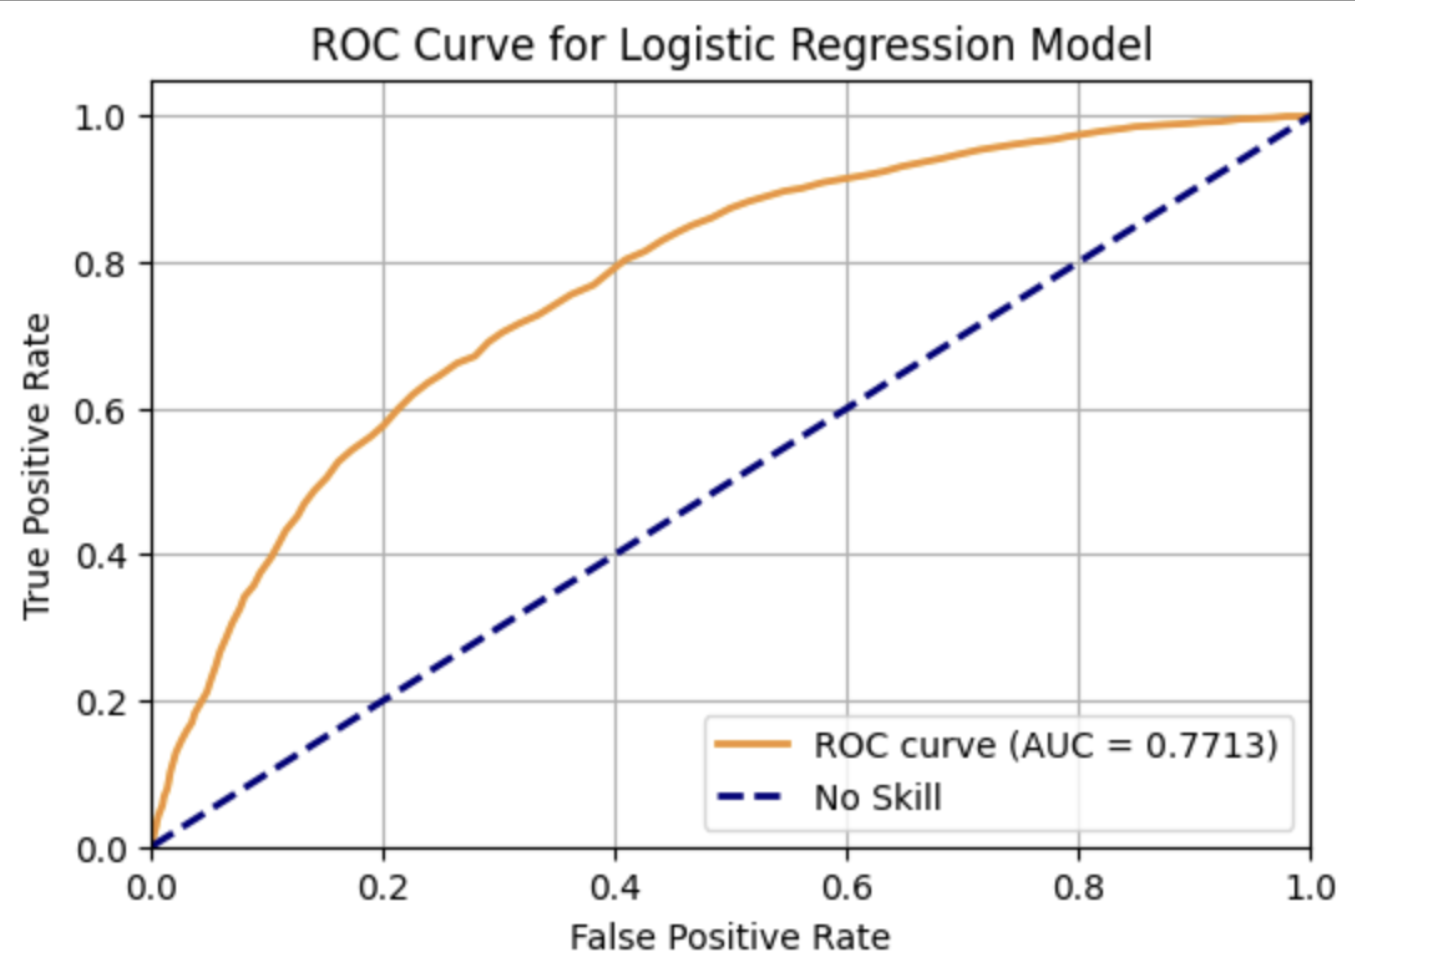 ROC Curve for Logistic Regression Model
1.0
0.8
0.6
0.4
0.2
0.0
True Positive Rate
ROC curve (AUC = 0.7713)
No Skill
0.0 0.2 0.4 0.6 0.8 1.0
False Positive Rate